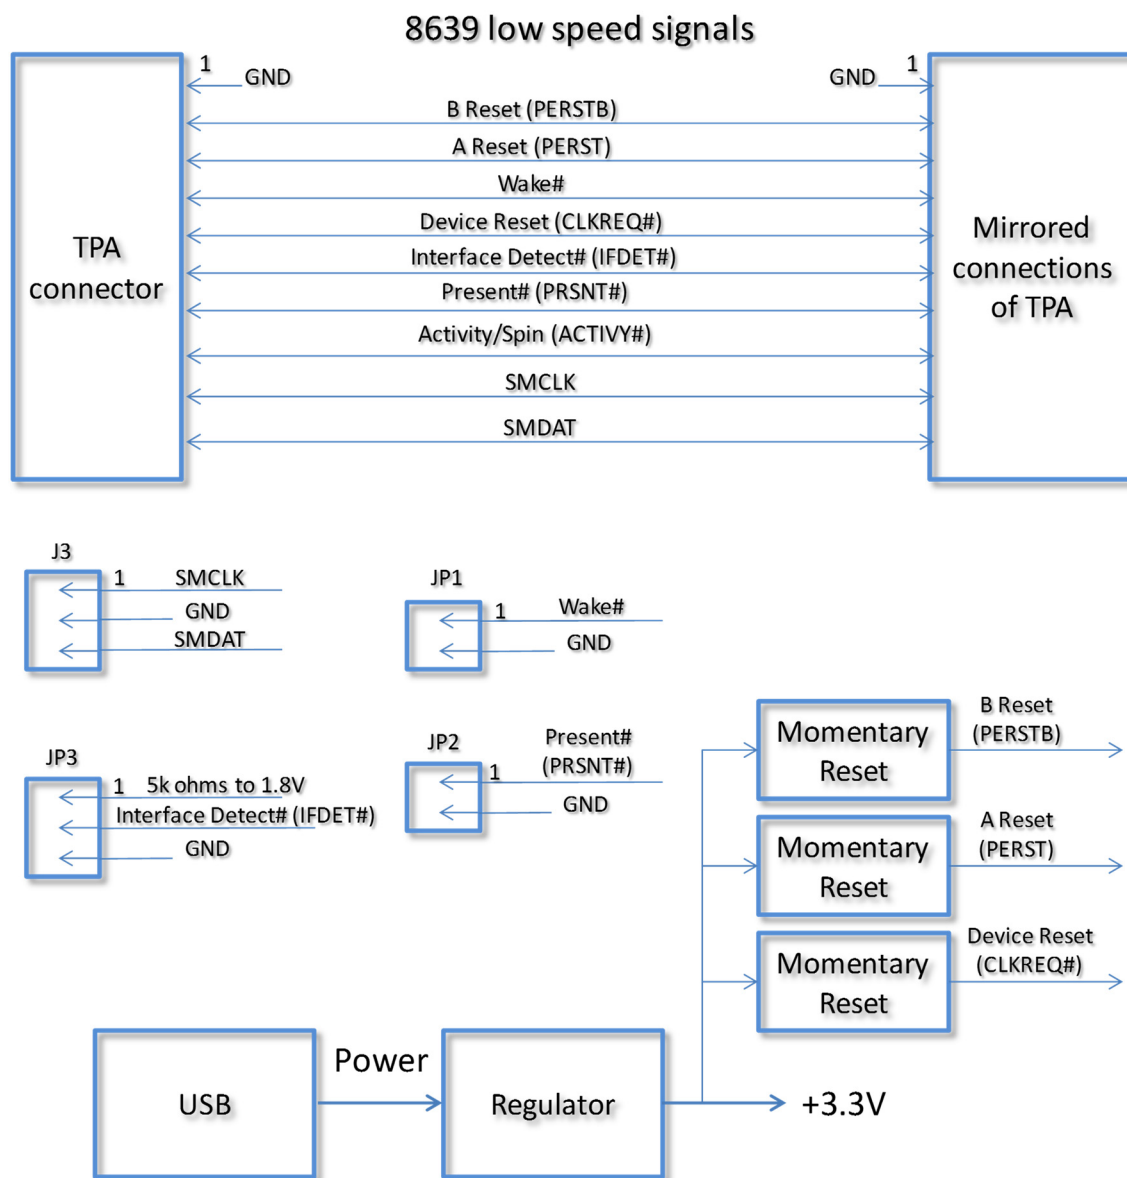 8639 low speed signals
1
GND
GND
1
B Reset (PERSTB)
A Reset (PERST)
Wake#
Device Reset (CLKREQ#)
Interface Detect# (IFDET#)
Present# (PRSNT#)
Activity/Spin (ACTIVY#)
SMCLK
SMDAT
TPA
connector
Mirrored
connections
of TPA
J3
1
SMCLK
GND
SMDAT
JP1
1
Wake#
GND
JP3
1
5k ohms to 1.8V
Interface Detect# (IFDET#)
GND
JP2
1
Present#
(PRSNT#)
GND
Momentary
Reset
B Reset
(PERSTB)
Momentary
Reset
A Reset
(PERST)
Momentary
Reset
Device Reset
(CLKREQ#)
USB
Power
Regulator
+3.3V